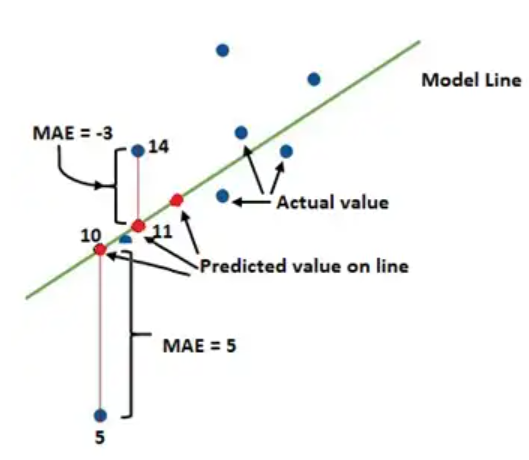 Model Line
MAE = -3
14
Actual value
10
11
Predicted value on line
MAE = 5
5